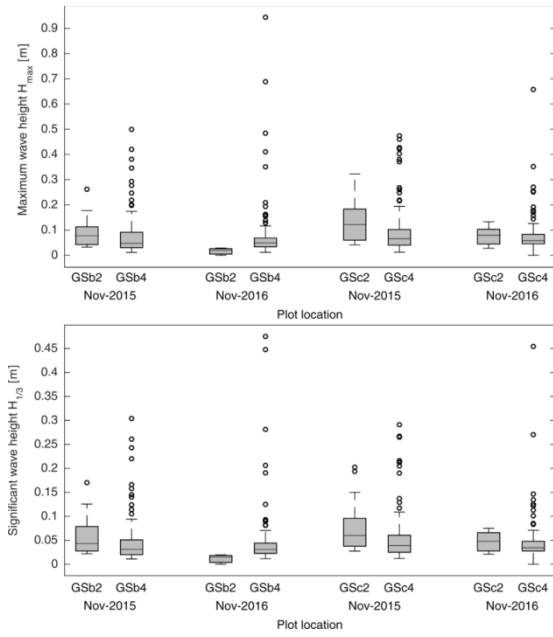 Maximum wave height Hmax [m]
0.9
0.8
0.7
0.6
0.5
0.4
0.3
0.2
0.1
0
GSb2 GSb4 GSb2 GSb4 GSc2 GSc4 GSc2 GSc4
Nov-2015 Nov-2016 Nov-2015 Nov-2016
Plot location
Significant wave height H1/3 [m]
0.45
0.4
0.35
0.3
0.25
0.2
0.15
0.1
0.05
0
GSb2 GSb4 GSb2 GSb4 GSc2 GSc4 GSc2 GSc4
Nov-2015 Nov-2016 Nov-2015 Nov-2016
Plot location